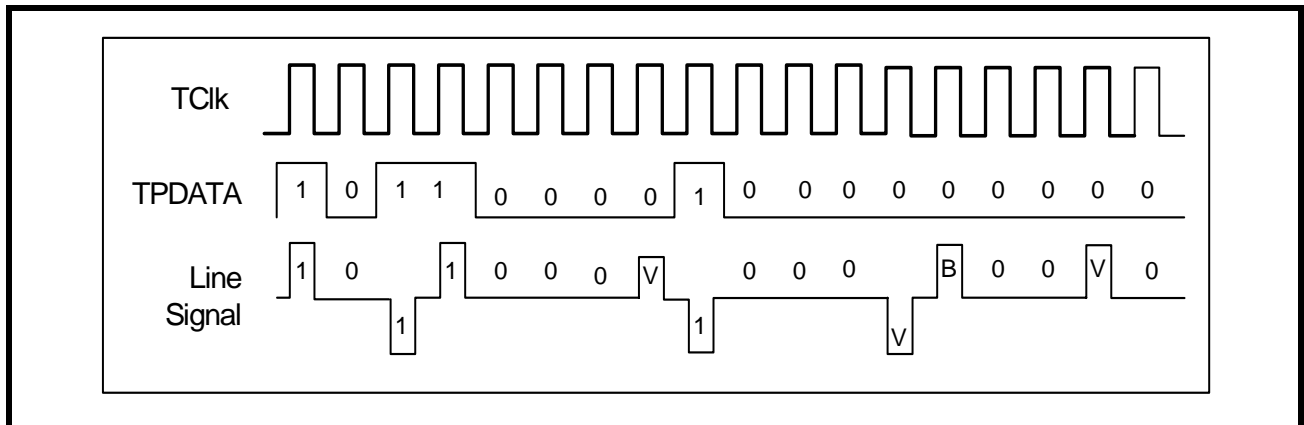 TClk
TPDATA 1 0 1 1 0 0 0 0 1 0 0 0 0 0 0 0 0 0
Line Signal 1 0 1 1 0 0 0 V 1 0 0 0 V B 0 0 V 0